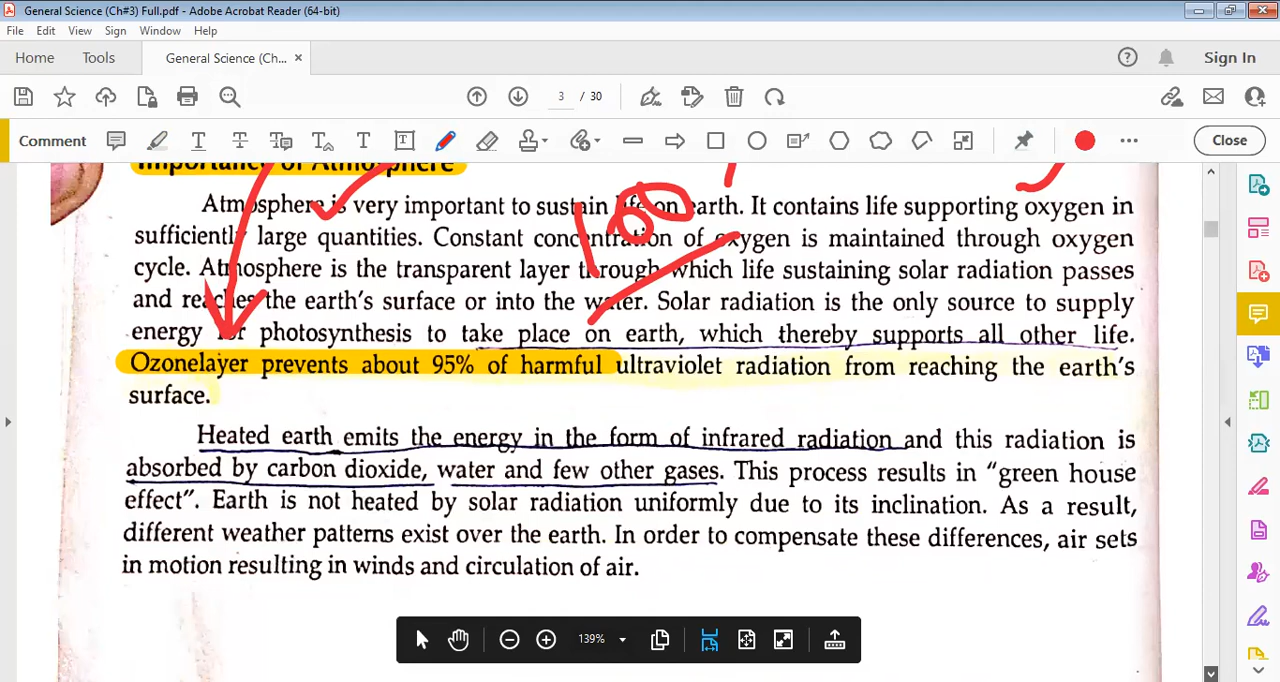 General Science (Ch#3) Full.pdf - Adobe Acrobat Reader (64-bit)
File Edit View Sign Window Help
Home Tools General Science (Ch... ×
Sign In
3 / 30
Comment
Close
Importance of Atmosphere
Atmosphere is very important to sustain life on earth. It contains life supporting oxygen in
sufficiently large quantities. Constant concentration of oxygen is maintained through oxygen
cycle. Atmosphere is the transparent layer through which life sustaining solar radiation passes
and reaches the earth's surface or into the water. Solar radiation is the only source to supply
energy for photosynthesis to take place on earth, which thereby supports all other life.
Ozonelayer prevents about 95% of harmful ultraviolet radiation from reaching the earth's
surface.
Heated earth emits the energy in the form of infrared radiation and this radiation is
absorbed by carbon dioxide, water and few other gases. This process results in "green house
effect". Earth is not heated by solar radiation uniformly due to its inclination. As a result,
different weather patterns exist over the earth. In order to compensate these differences, air sets
in motion resulting in winds and circulation of air.
139%